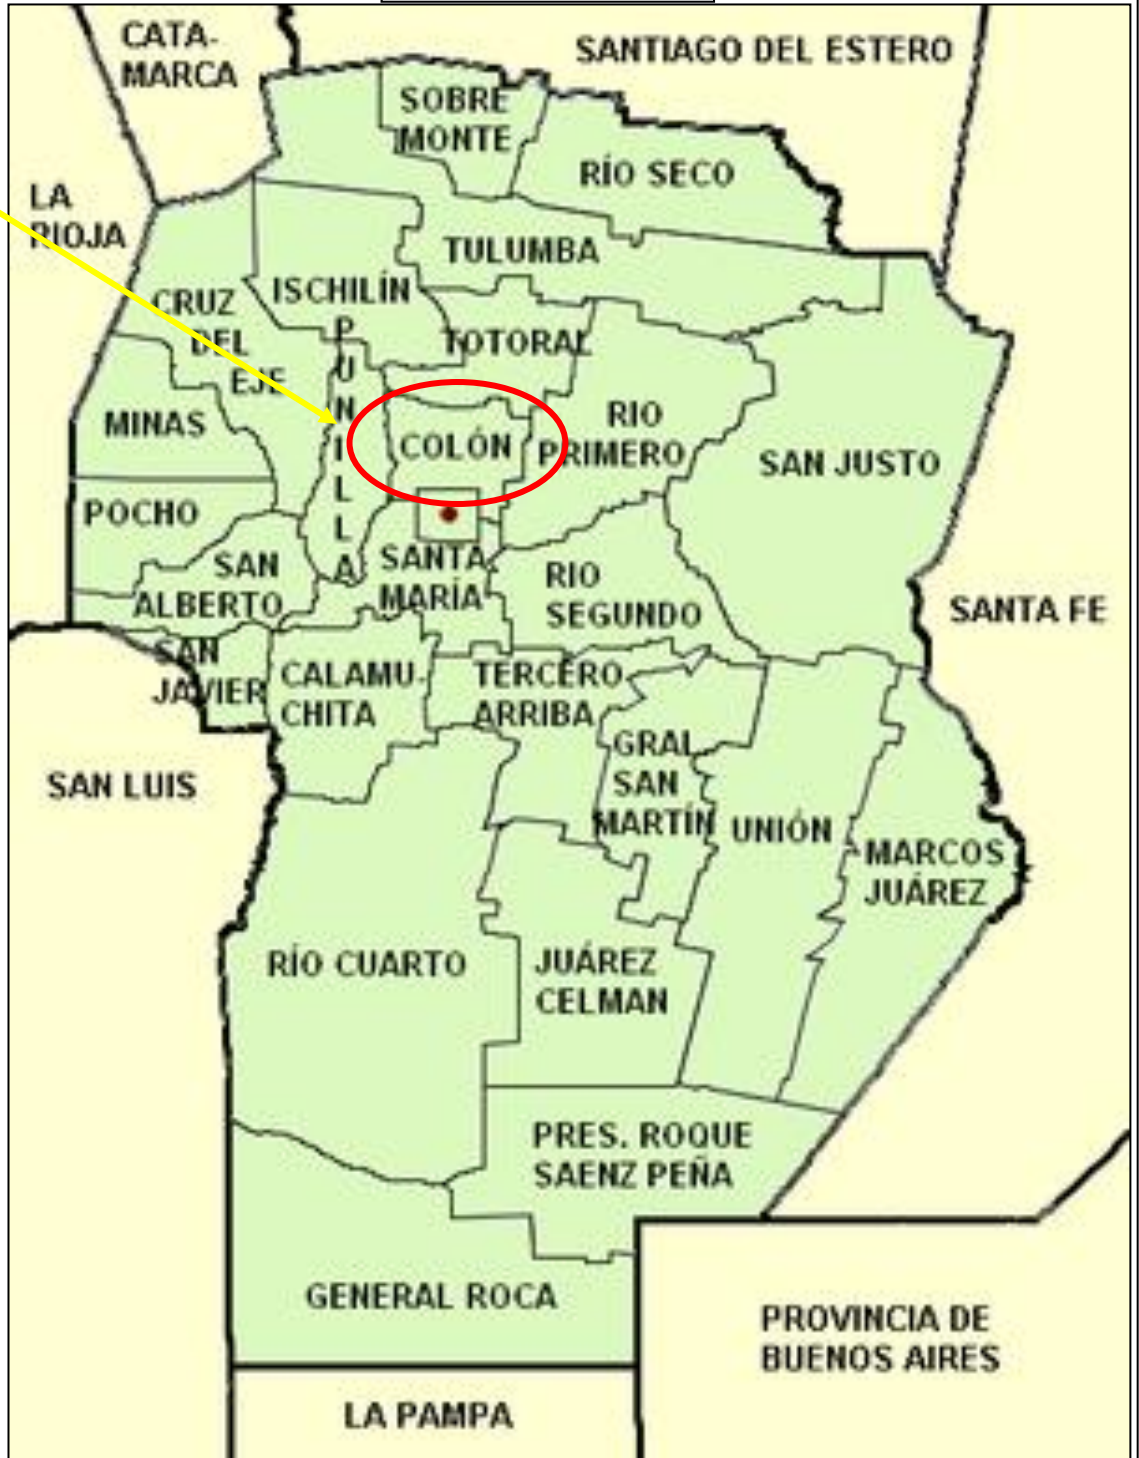 CATA-
MARCA
SANTIAGO DEL ESTERO
SOBRE
MONTE
RÍO SECO
LA
RIOJA
TULUMBA
ISCHILÍN
CRUZ
DEL
EJE
PUNILLA
TOTORAL
MINAS
COLÓN
RIO
PRIMERO
SAN JUSTO
POCHO
SAN
ALBERTO
SANTA
MARÍA
RIO
SEGUNDO
SANTA FE
SAN
JAVIER
CALAMU-
CHITA
TERCERO
ARRIBA
GRAL
SAN
MARTÍN
SAN LUIS
UNIÓN
MARCOS
JUÁREZ
RÍO CUARTO
JUÁREZ
CELMAN
PRES. ROQUE
SAENZ PEÑA
GENERAL ROCA
PROVINCIA DE
BUENOS AIRES
LA PAMPA